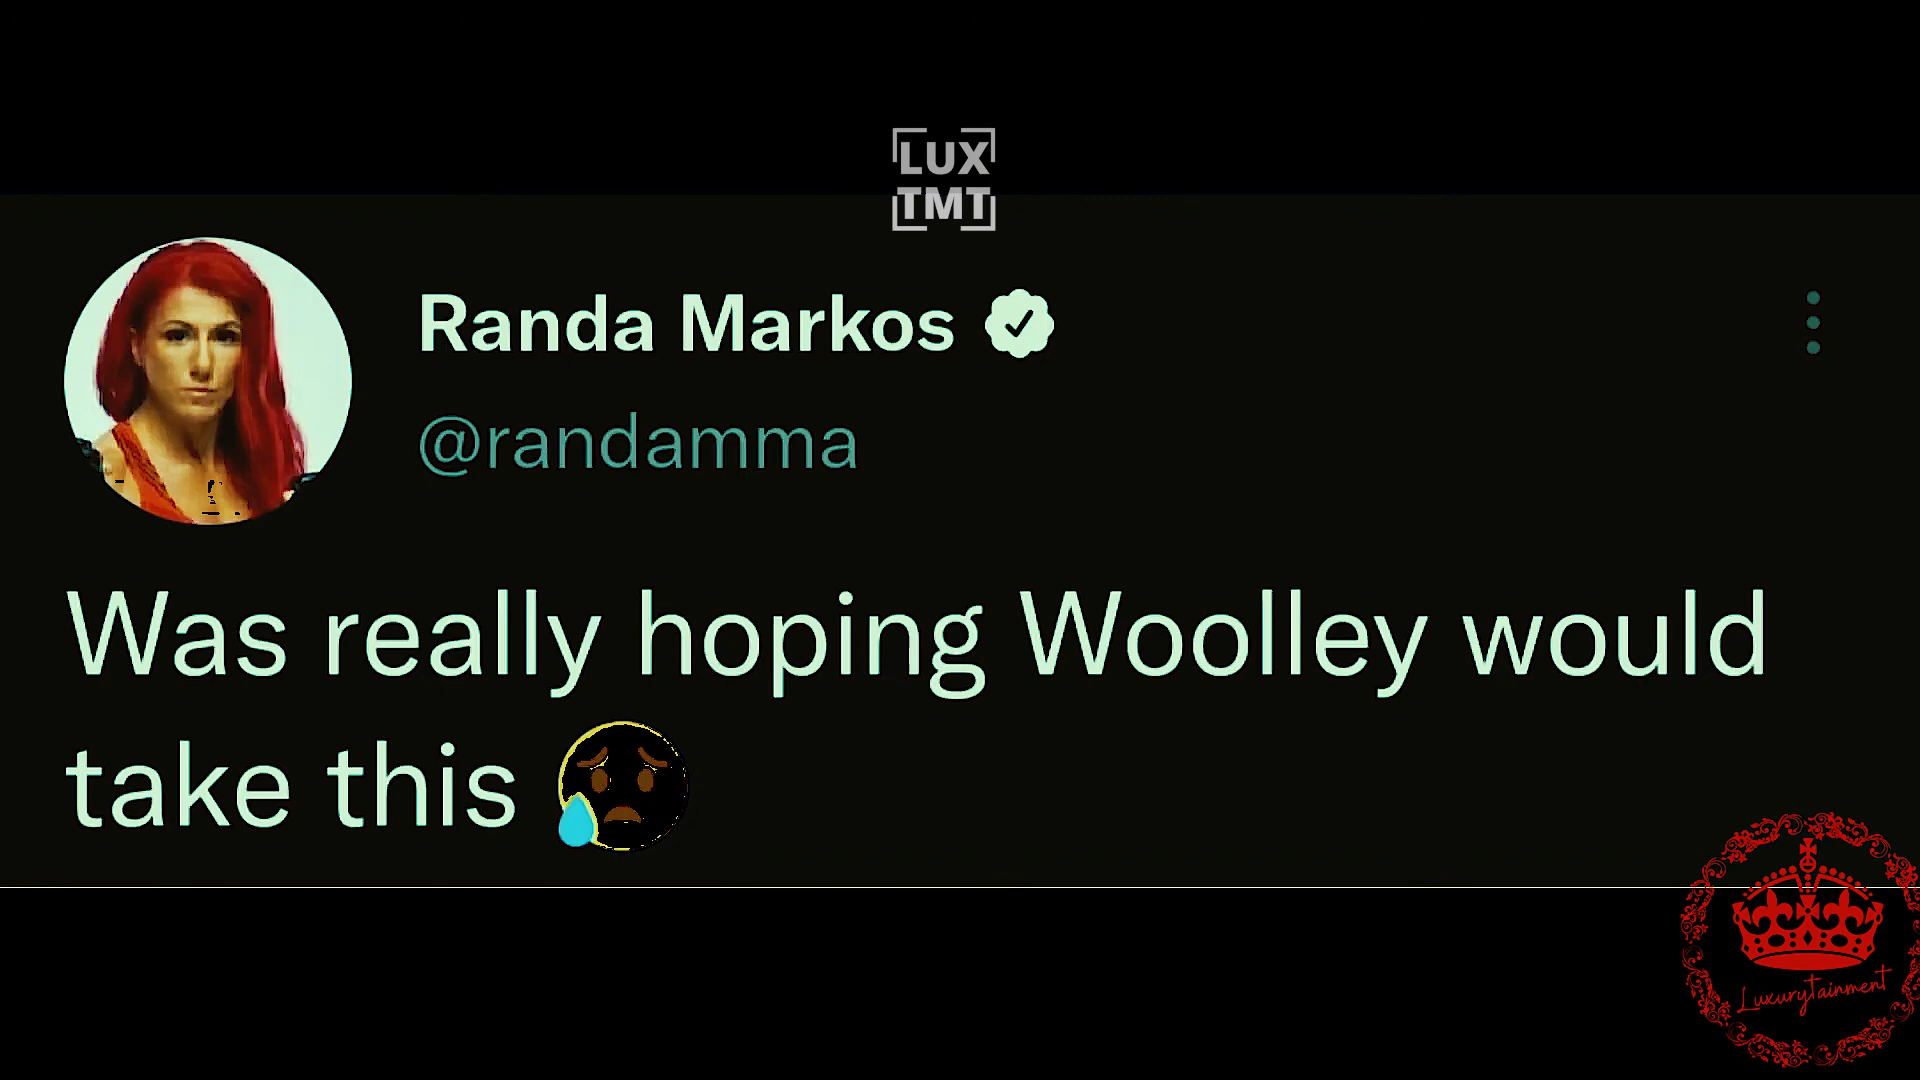 LUX
TMT
Randa Markos
@randamma
Was really hoping Woolley would
take this 😥
Luxurytainment